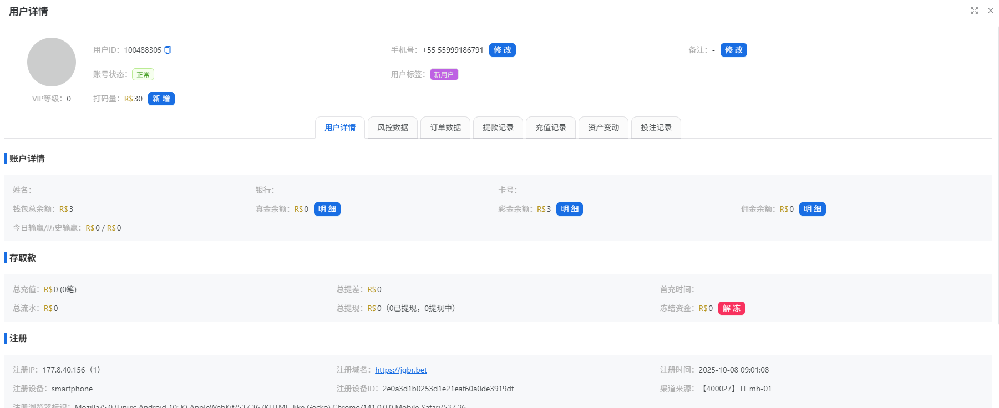 用户详情
用户ID：100488305 手机号：+55 55999186791 修 改 备注：- 修 改
账号状态：正常 用户标签：新用户
VIP等级：0 打码量：R$30 新 增
用户详情 风控数据 订单数据 提款记录 充值记录 资产变动 投注记录
账户详情
姓名：- 银行：- 卡号：-
钱包总余额：R$3 真金余额：R$0 明 细 彩金余额：R$3 明 细 佣金余额：R$0 明 细
今日输赢/历史输赢：R$0 / R$0
存取款
总充值：R$0 (0笔) 总提差：R$0 首充时间：-
总流水：R$0 总提现：R$0（0已提现，0提现中） 冻结资金：R$0 解 冻
注册
注册IP：177.8.40.156（1） 注册域名：https://jgbr.bet 注册时间：2025-10-08 09:01:08
注册设备：smartphone 注册设备ID：2e0a3d1b0253d1e21eaf60a0de3919df 渠道来源：【400027】TF mh-01
注册浏览器标识：Mozilla/5.0 (Linux; Android 10; K) AppleWebKit/537.36 (KHTML, like Gecko) Chrome/141.0.0.0 Mobile Safari/537.36